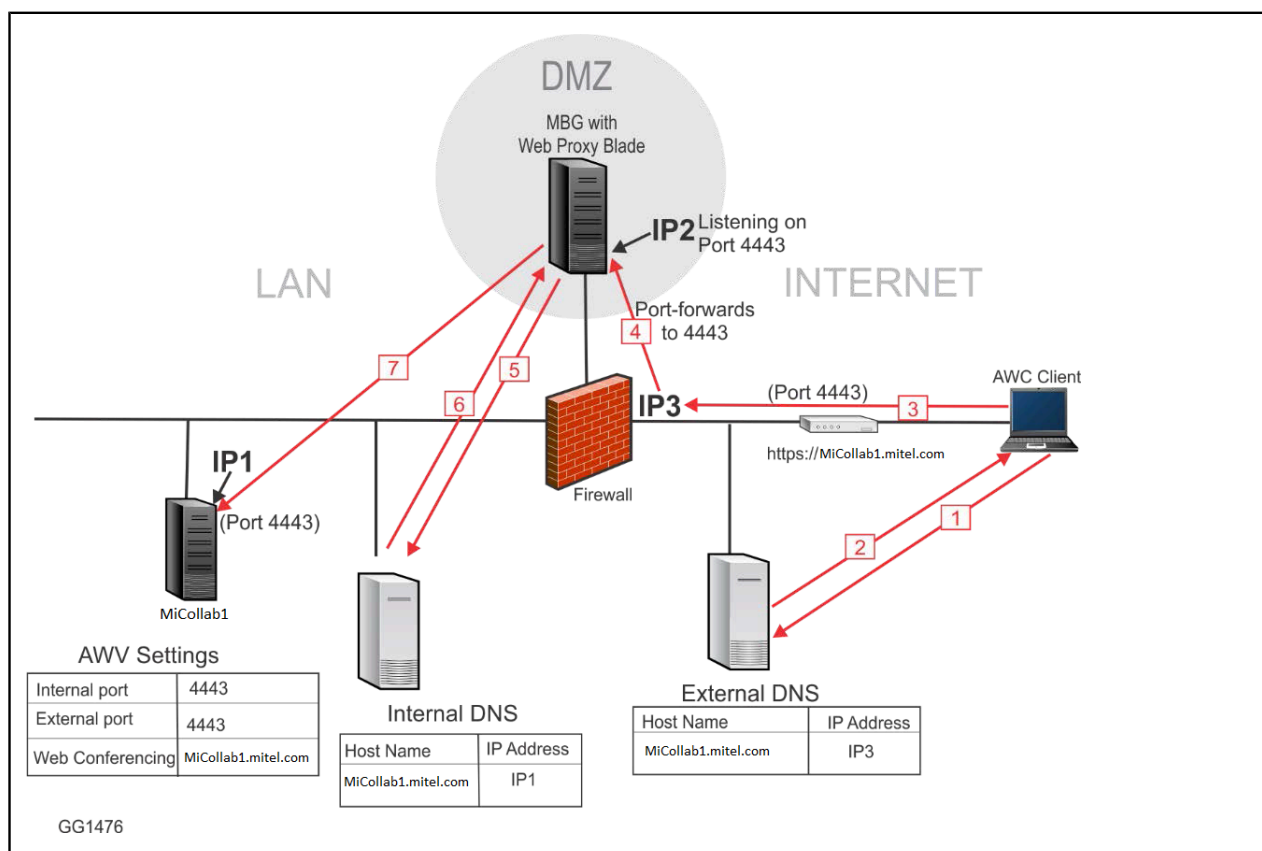 DMZ
MBG with
Web Proxy Blade
IP2
Listening on
Port 4443
LAN
INTERNET
Port-forwards
to 4443
4
7
6
5
IP3
(Port 4443)
3
AWC Client
https://MiCollab1.mitel.com
Firewall
IP1
(Port 4443)
MiCollab1
2
1
AWV Settings
Internal port 4443
External port 4443
Web Conferencing MiCollab1.mitel.com
Internal DNS
Host Name IP Address
MiCollab1.mitel.com IP1
External DNS
Host Name IP Address
MiCollab1.mitel.com IP3
GG1476